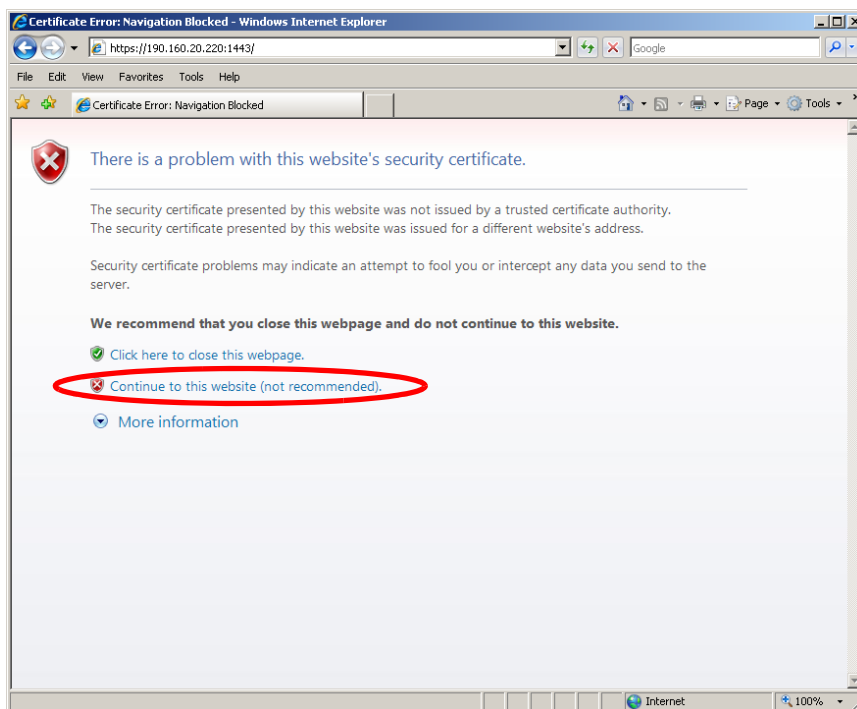 Certificate Error: Navigation Blocked - Windows Internet Explorer
https://190.160.20.220:1443/
Google
File Edit View Favorites Tools Help
Certificate Error: Navigation Blocked
Page Tools
There is a problem with this website's security certificate.
The security certificate presented by this website was not issued by a trusted certificate authority.
The security certificate presented by this website was issued for a different website's address.
Security certificate problems may indicate an attempt to fool you or intercept any data you send to the
server.
We recommend that you close this webpage and do not continue to this website.
Click here to close this webpage.
Continue to this website (not recommended).
More information
Internet
100%